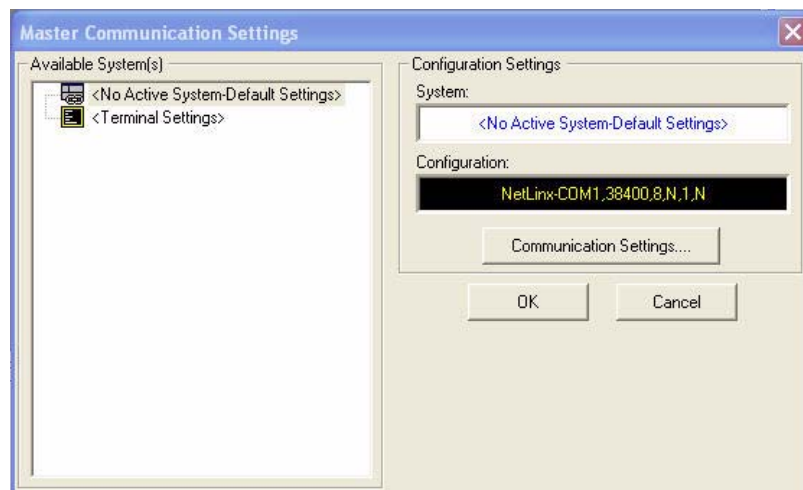 Master Communication Settings
Available System(s)
<No Active System-Default Settings>
<Terminal Settings>
Configuration Settings
System:
<No Active System-Default Settings>
Configuration:
NetLinx-COM1,38400,8,N,1,N
Communication Settings....
OK
Cancel